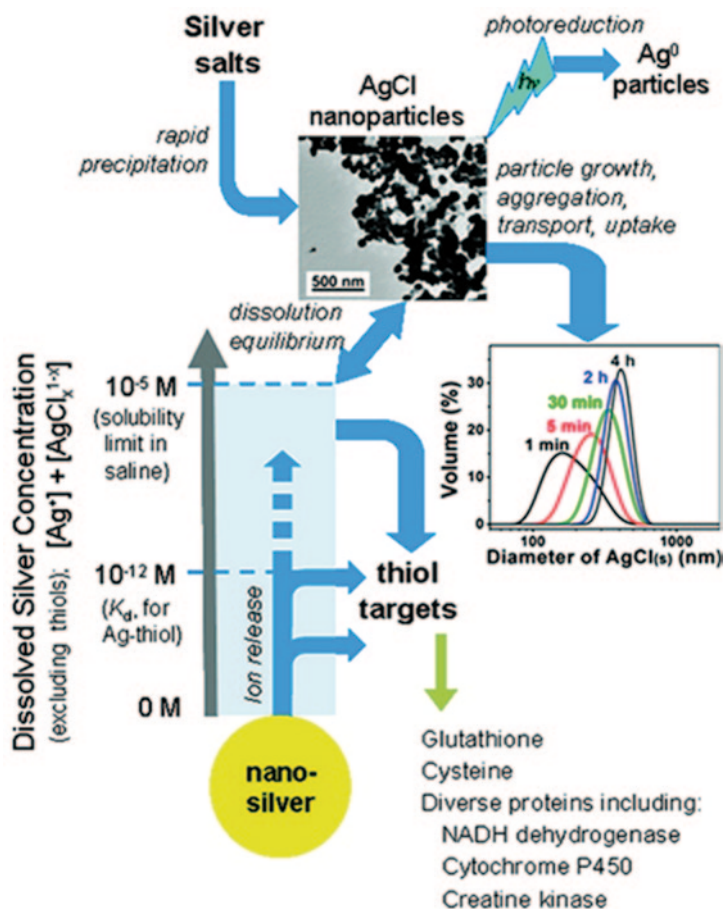 Silver
salts
photoreduction
hν
Ag⁰
particles
AgCl
nanoparticles
rapid
precipitation
500 nm
particle growth,
aggregation,
transport, uptake
dissolution
equilibrium
Dissolved Silver Concentration
(excluding thiols); [Ag⁺] + [AgClₓ¹⁻ˣ]
10⁻⁵ M
(solubility
limit in
saline)
10⁻¹² M
(Kd, for
Ag-thiol)
0 M
Ion release
nano-
silver
thiol
targets
Volume (%)
30
20
10
0
1 min
5 min
30 min
2 h
4 h
100
1000
Diameter of AgCl(s) (nm)
Glutathione
Cysteine
Diverse proteins including:
NADH dehydrogenase
Cytochrome P450
Creatine kinase